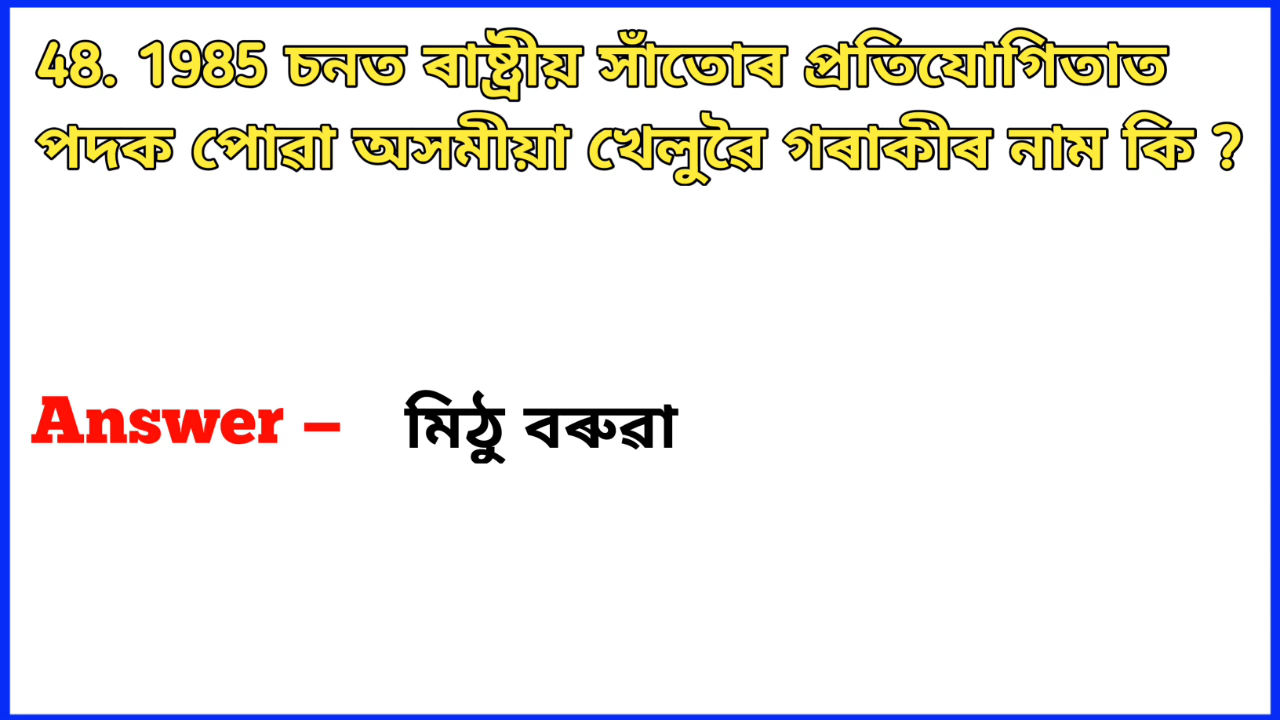 48. 1985 চনত ৰাষ্ট্ৰীয় সাঁতোৰ প্ৰতিযোগিতাত
পদক পোৱা অসমীয়া খেলুৱৈ গৰাকীৰ নাম কি ?
Answer – মিঠু বৰুৱা